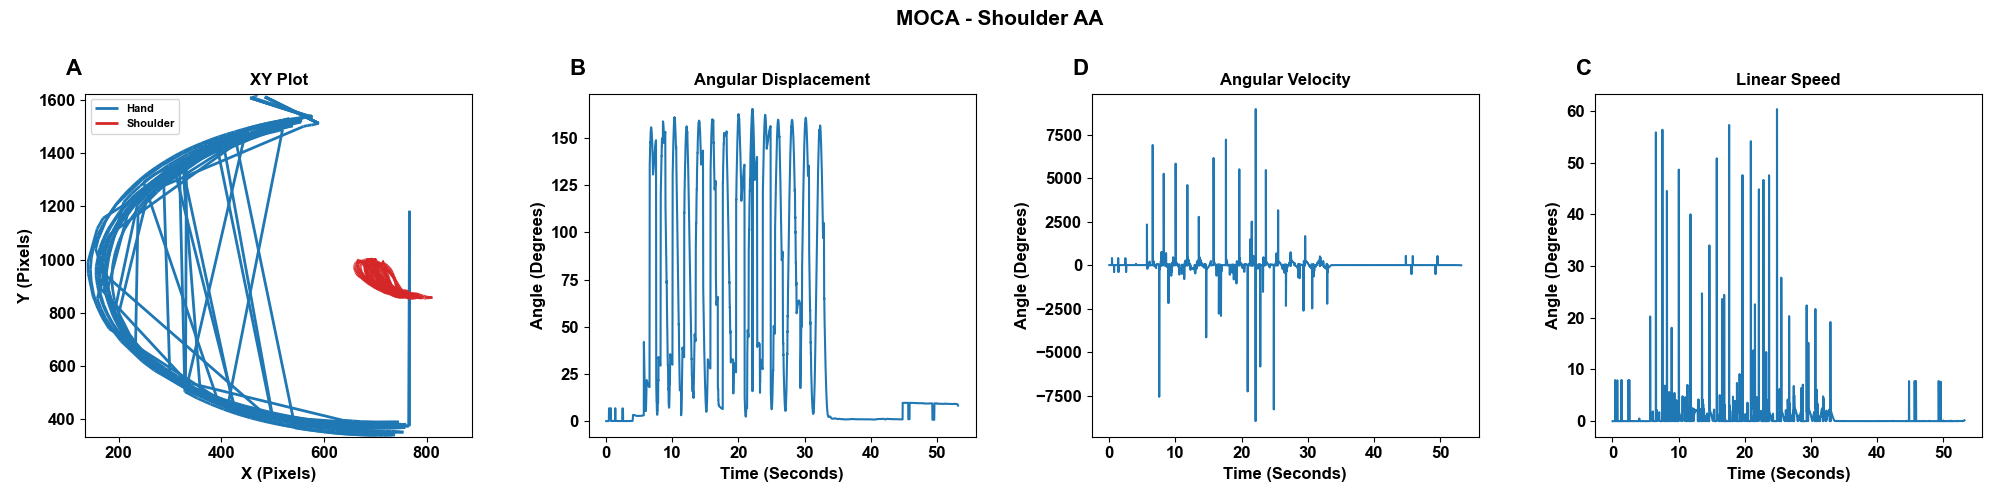 MOCA - Shoulder AA
A
XY Plot
Hand
Shoulder
1600
1400
1200
1000
800
600
400
Y (Pixels)
200
400
600
800
X (Pixels)
B
Angular Displacement
150
125
100
75
50
25
0
Angle (Degrees)
0
10
20
30
40
50
Time (Seconds)
D
Angular Velocity
7500
5000
2500
0
−2500
−5000
−7500
Angle (Degrees)
0
10
20
30
40
50
Time (Seconds)
C
Linear Speed
60
50
40
30
20
10
0
Angle (Degrees)
0
10
20
30
40
50
Time (Seconds)